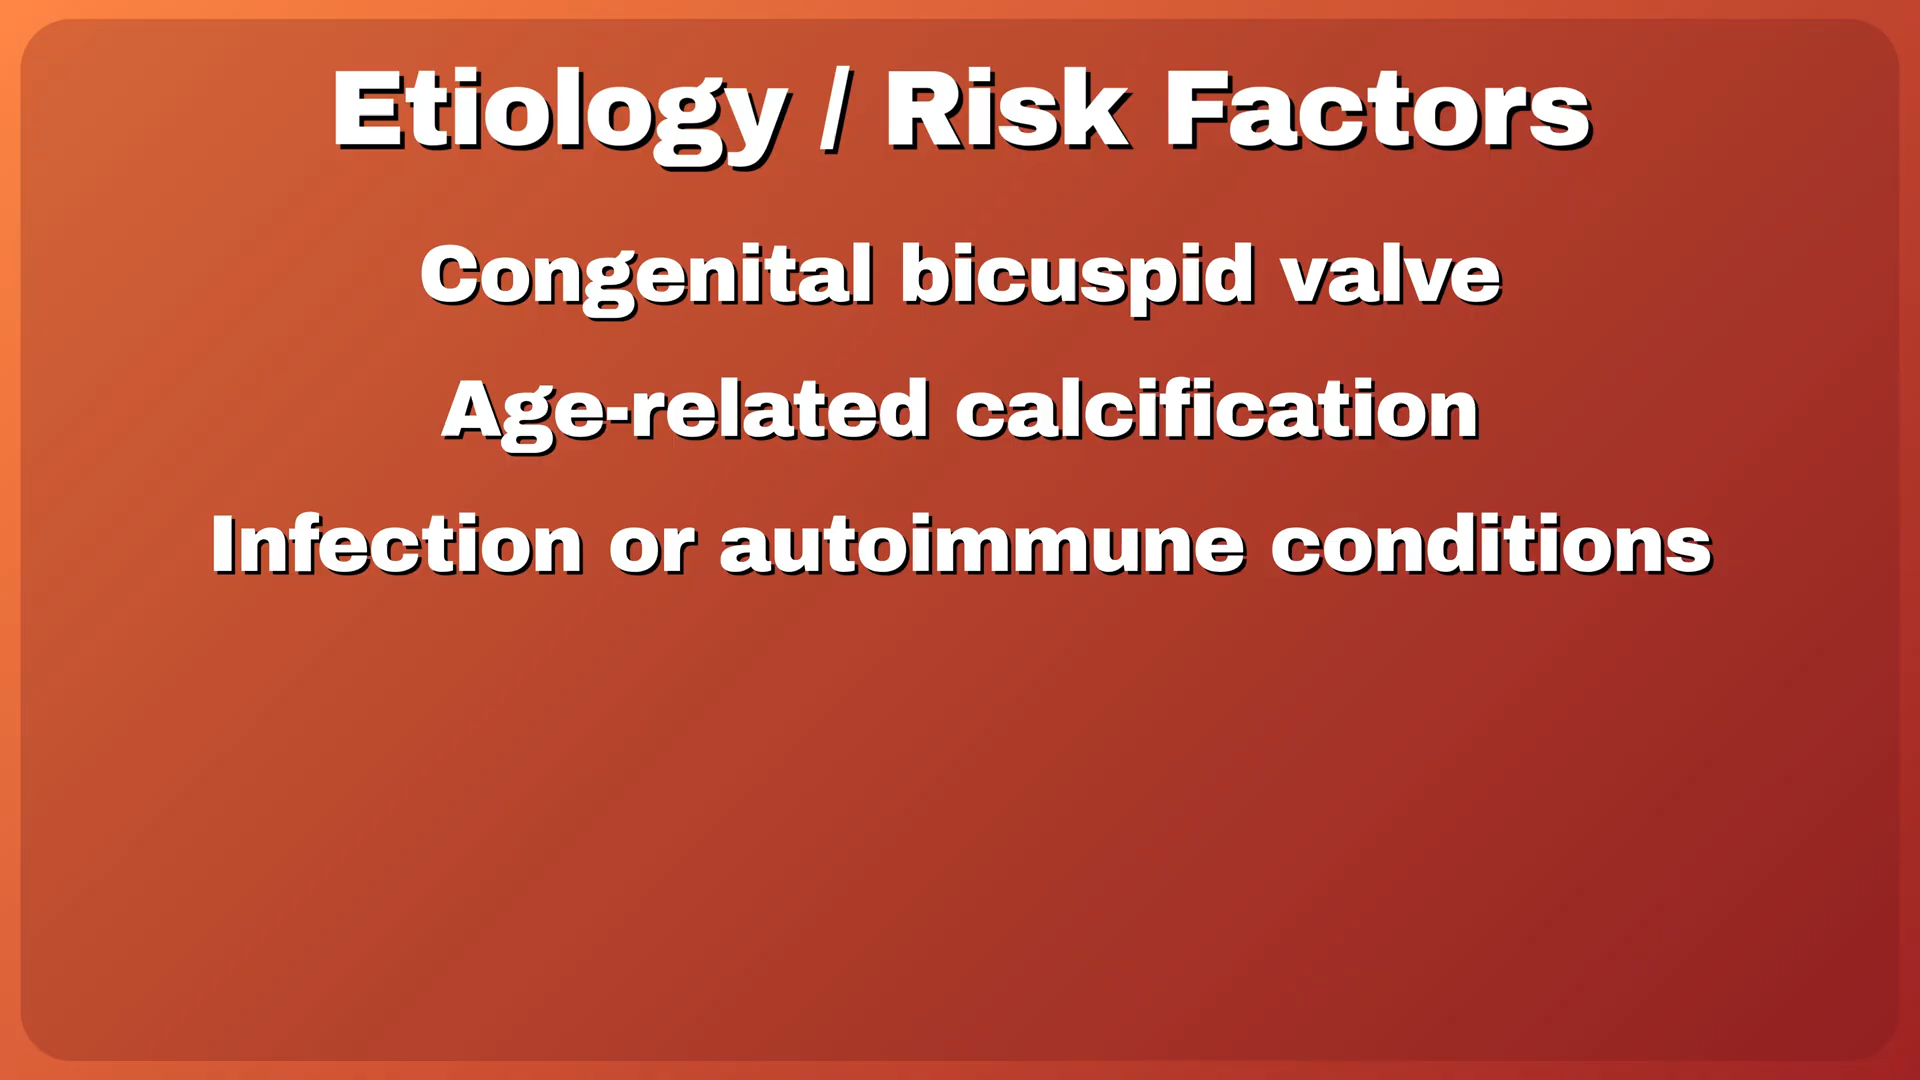 Etiology / Risk Factors
Congenital bicuspid valve
Age-related calcification
Infection or autoimmune conditions